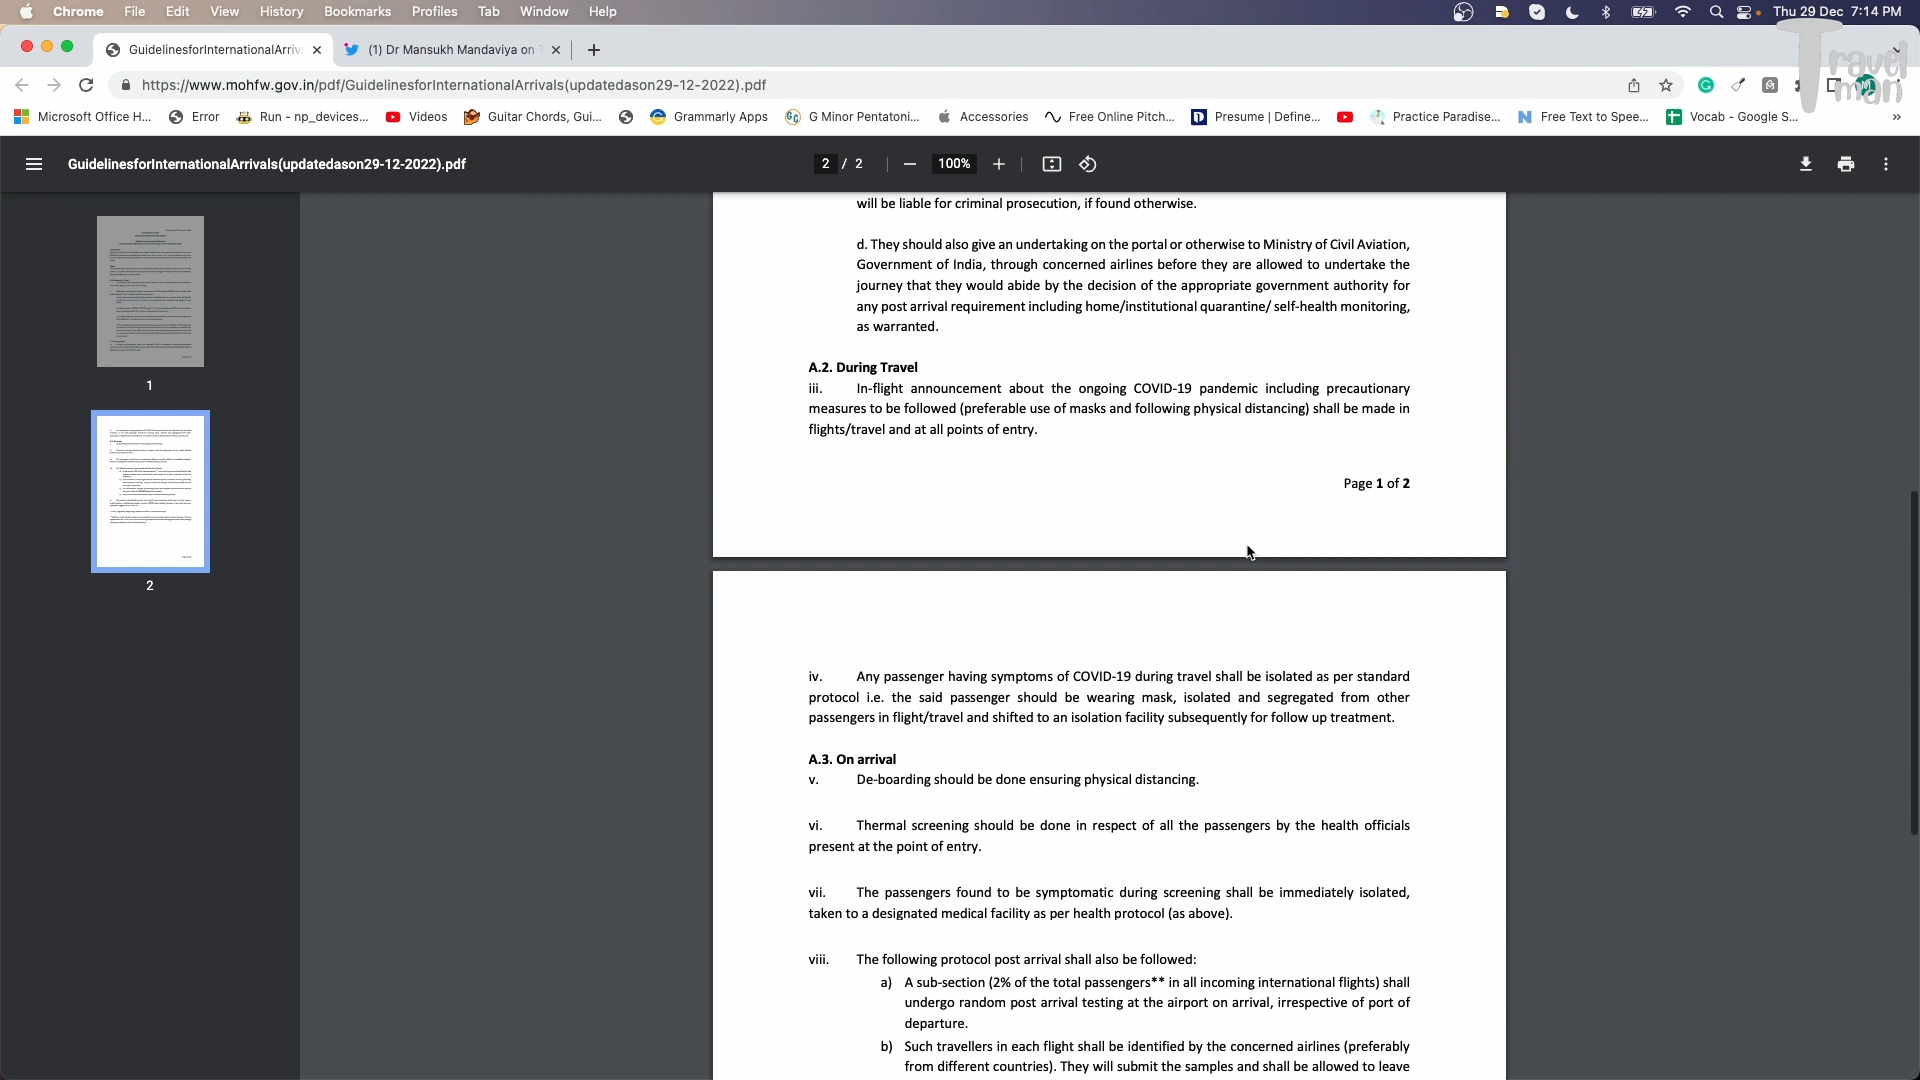 Chrome File Edit View History Bookmarks Profiles Tab Window Help Thu 29 Dec 7:14 PM
GuidelinesforInternationalArriv (1) Dr Mansukh Mandaviya on T
https://www.mohfw.gov.in/pdf/GuidelinesforInternationalArrivals(updatedason29-12-2022).pdf
Travel
man
Microsoft Office H... Error Run - np_devices... Videos Guitar Chords, Gui... Grammarly Apps G Minor Pentatoni... Accessories Free Online Pitch... Presume | Define... Practice Paradise... Free Text to Spee... Vocab - Google S... »
GuidelinesforInternationalArrivals(updatedason29-12-2022).pdf 2 / 2 100%
1
2
will be liable for criminal prosecution, if found otherwise.
d. They should also give an undertaking on the portal or otherwise to Ministry of Civil Aviation,
Government of India, through concerned airlines before they are allowed to undertake the
journey that they would abide by the decision of the appropriate government authority for
any post arrival requirement including home/institutional quarantine/ self-health monitoring,
as warranted.
A.2. During Travel
iii. In-flight announcement about the ongoing COVID-19 pandemic including precautionary
measures to be followed (preferable use of masks and following physical distancing) shall be made in
flights/travel and at all points of entry.
Page 1 of 2
iv. Any passenger having symptoms of COVID-19 during travel shall be isolated as per standard
protocol i.e. the said passenger should be wearing mask, isolated and segregated from other
passengers in flight/travel and shifted to an isolation facility subsequently for follow up treatment.
A.3. On arrival
v. De-boarding should be done ensuring physical distancing.
vi. Thermal screening should be done in respect of all the passengers by the health officials
present at the point of entry.
vii. The passengers found to be symptomatic during screening shall be immediately isolated,
taken to a designated medical facility as per health protocol (as above).
viii. The following protocol post arrival shall also be followed:
a) A sub-section (2% of the total passengers** in all incoming international flights) shall
undergo random post arrival testing at the airport on arrival, irrespective of port of
departure.
b) Such travellers in each flight shall be identified by the concerned airlines (preferably
from different countries). They will submit the samples and shall be allowed to leave